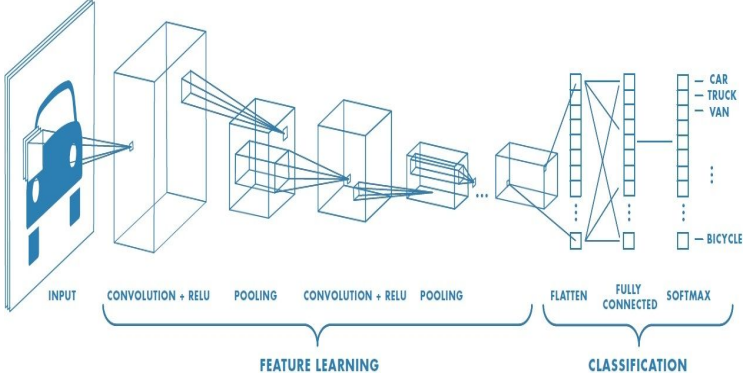 CAR
TRUCK
VAN
BICYCLE
INPUT
CONVOLUTION + RELU
POOLING
CONVOLUTION + RELU
POOLING
FLATTEN
FULLY
CONNECTED
SOFTMAX
FEATURE LEARNING
CLASSIFICATION